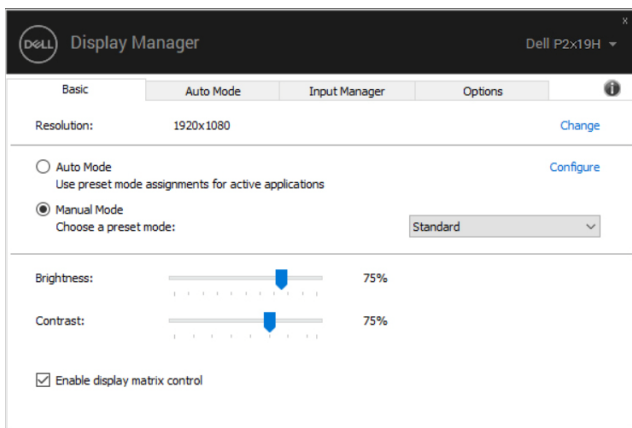 x
DELL Display Manager Dell P2x19H
Basic Auto Mode Input Manager Options i
Resolution: 1920x1080 Change
Auto Mode Configure
Use preset mode assignments for active applications
Manual Mode
Choose a preset mode: Standard
Brightness: 75%
Contrast: 75%
Enable display matrix control